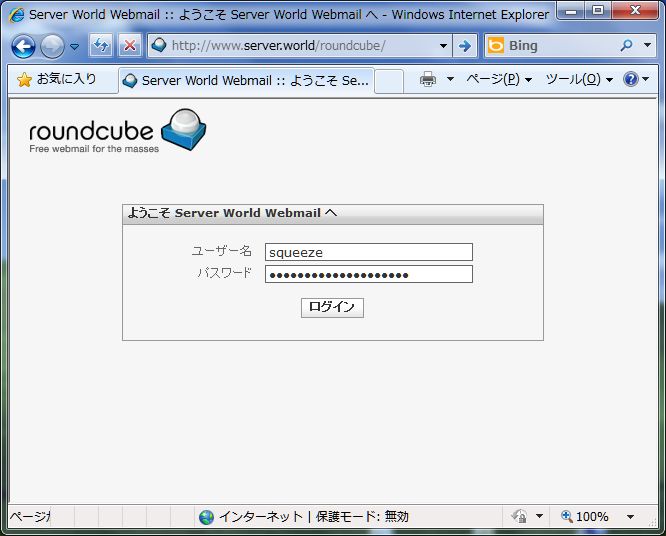 Server World Webmail :: ようこそ Server World Webmail へ - Windows Internet Explorer
http://www.server.world/roundcube/
Bing
お気に入り
Server World Webmail :: ようこそ Se...
ページ(P)
ツール(O)
roundcube
Free webmail for the masses
ようこそ Server World Webmail へ
ユーザー名
squeeze
パスワード
ログイン
インターネット | 保護モード: 無効
100%